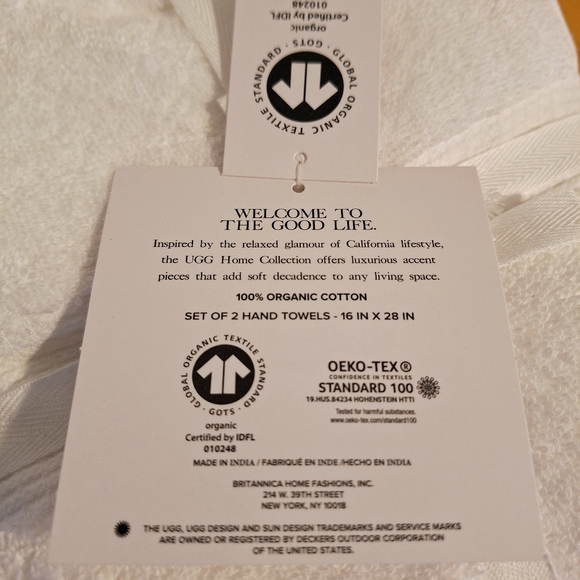 010248
Certified by IDFL
organic
GLOBAL ORGANIC TEXTILE STANDARD · GOTS ·
WELCOME TO
THE GOOD LIFE.
Inspired by the relaxed glamour of California lifestyle,
the UGG Home Collection offers luxurious accent
pieces that add soft decadence to any living space.
100% ORGANIC COTTON
SET OF 2 HAND TOWELS - 16 IN X 28 IN
GLOBAL ORGANIC TEXTILE STANDARD · GOTS ·
organic
Certified by IDFL
010248
OEKO-TEX®
CONFIDENCE IN TEXTILES
STANDARD 100
19.HUS.84234 HOHENSTEIN HTTI
Tested for harmful substances.
www.oeko-tex.com/standard100
MADE IN INDIA / FABRIQUÉ EN INDE /HECHO EN INDIA
BRITANNICA HOME FASHIONS, INC.
214 W. 39TH STREET
NEW YORK, NY 10018
THE UGG, UGG DESIGN AND SUN DESIGN TRADEMARKS AND SERVICE MARKS
ARE OWNED OR REGISTERED BY DECKERS OUTDOOR CORPORATION
OF THE UNITED STATES.